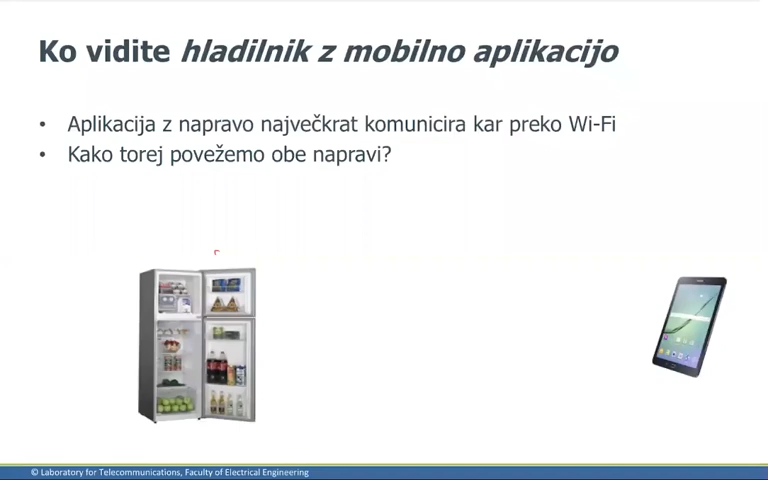 Ko vidite hladilnik z mobilno aplikacijo
• Aplikacija z napravo največkrat komunicira kar preko Wi-Fi
• Kako torej povežemo obe napravi?
© Laboratory for Telecommunications, Faculty of Electrical Engineering